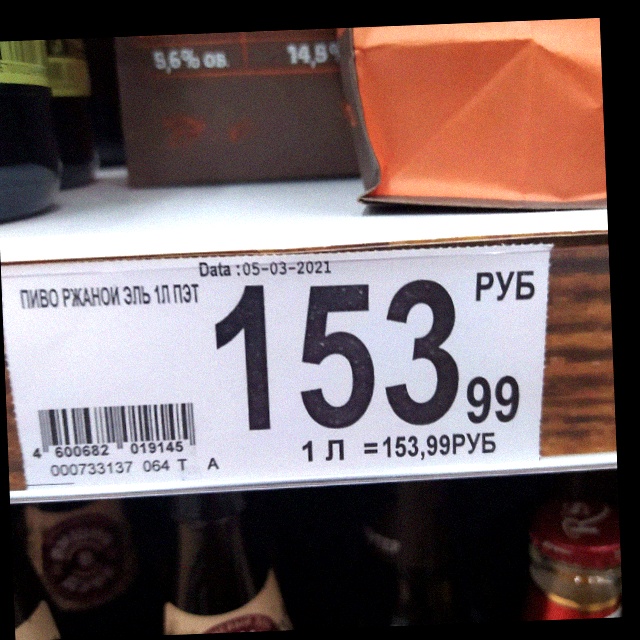 5,6% об.
14,5%
Data :05-03-2021
ПИВО РЖАНОЙ ЭЛЬ 1Л ПЭТ
153
99
РУБ
1 Л =153,99РУБ
4 600682 019145
000733137 064 Т А